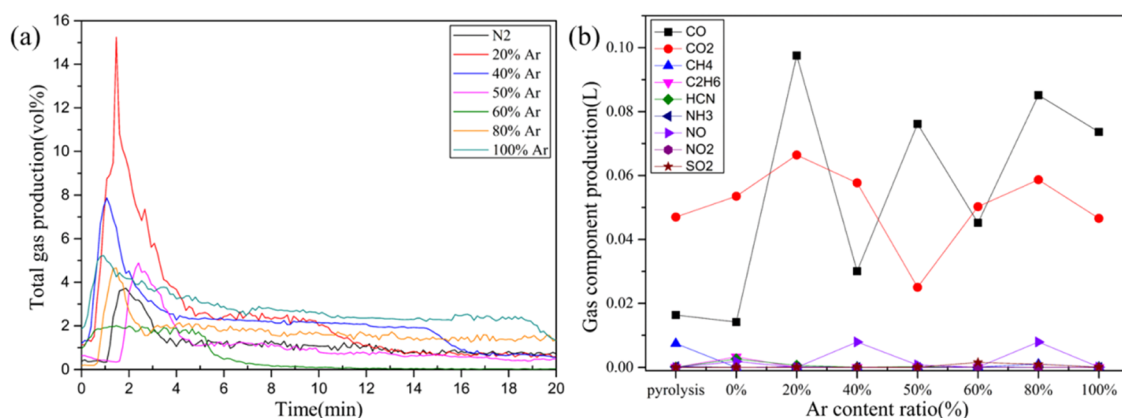 (a)
Total gas production(vol%)
16
14
12
10
8
6
4
2
0
N2
20% Ar
40% Ar
50% Ar
60% Ar
80% Ar
100% Ar
0 2 4 6 8 10 12 14 16 18 20
Time(min)
(b)
Gas component production(L)
0.10
0.08
0.06
0.04
0.02
0.00
CO
CO2
CH4
C2H6
HCN
NH3
NO
NO2
SO2
pyrolysis 0% 20% 40% 50% 60% 80% 100%
Ar content ratio(%)